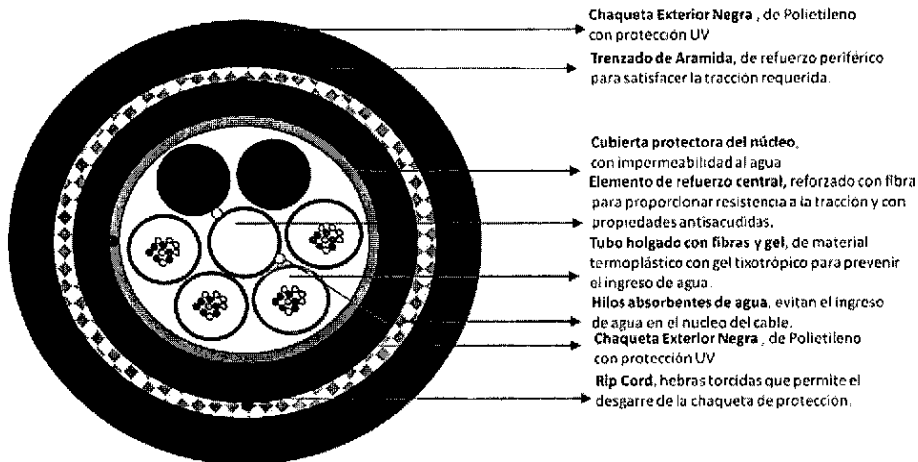 Chaqueta Exterior Negra , de Polietileno
con protección UV
Trenzado de Aramida, de refuerzo periférico
para satisfacer la tracción requerida.
Cubierta protectora del núcleo,
con impermeabilidad al agua
Elemento de refuerzo central, reforzado con fibra
para proporcionar resistencia a la tracción y con
propiedades antisacudidas.
Tubo holgado con fibras y gel, de material
termoplástico con gel tixotrópico para prevenir
el ingreso de agua.
Hilos absorbentes de agua, evitan el ingreso
de agua en el nucleo del cable.
Chaqueta Exterior Negra , de Polietileno
con protección UV
Rip Cord, hebras torcidas que permite el
desgarre de la chaqueta de protección.